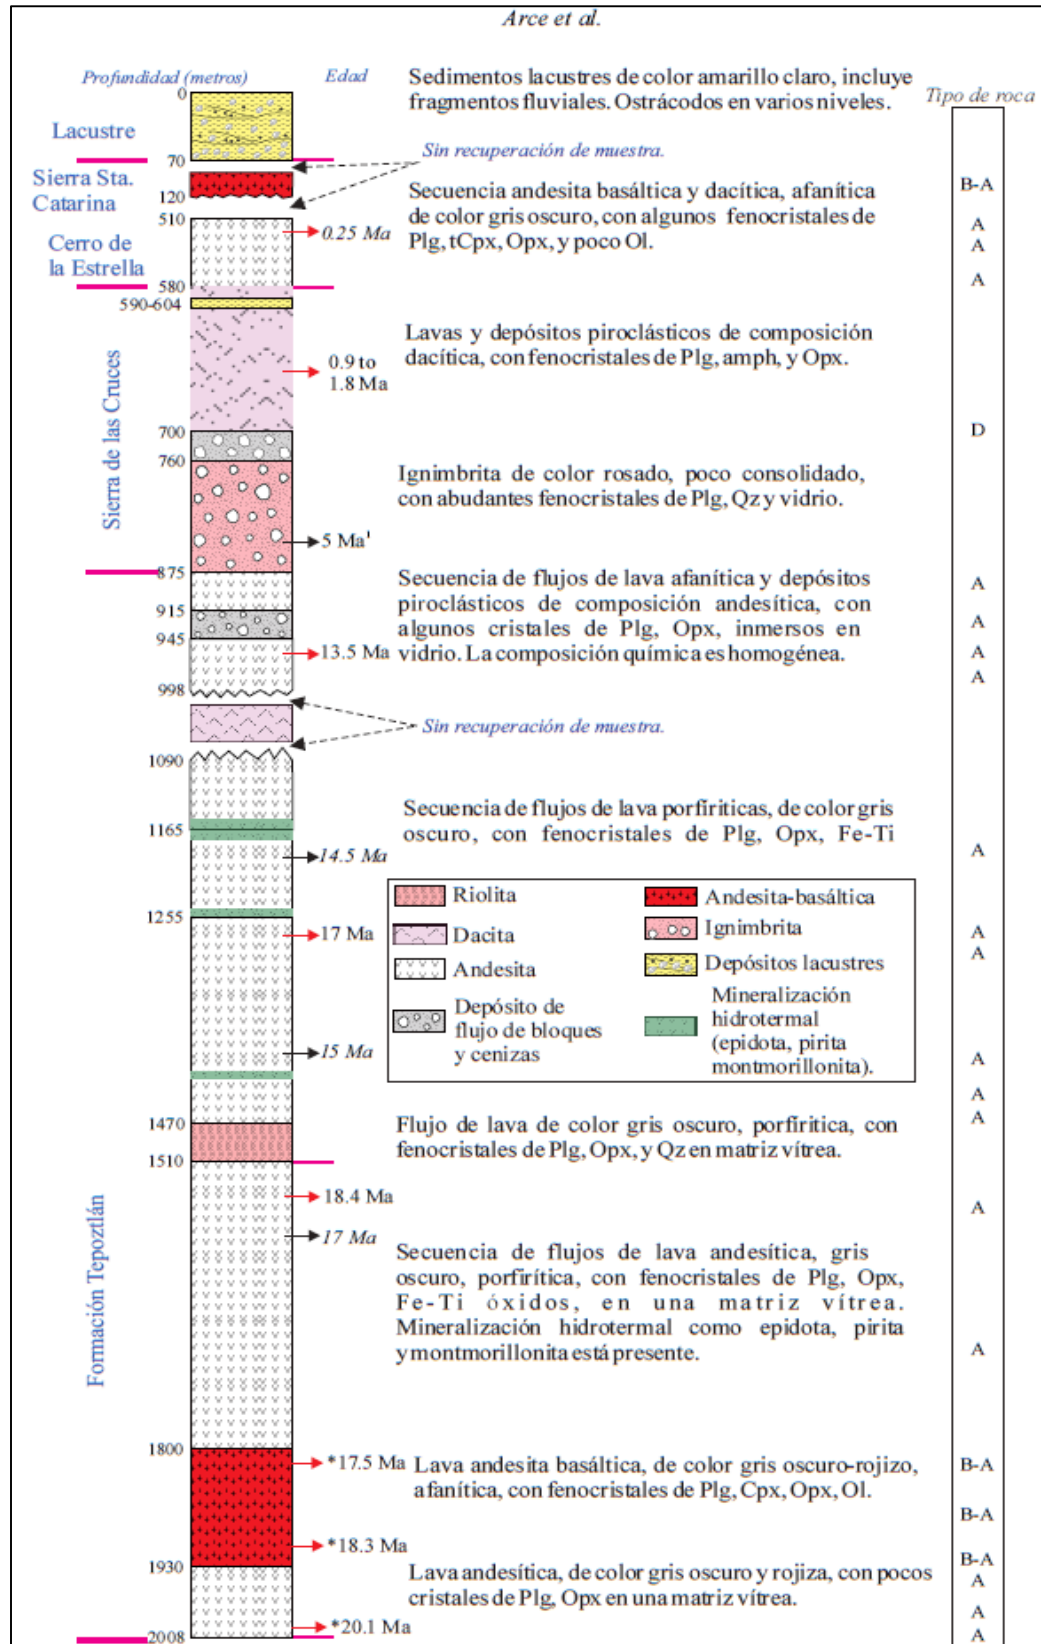 Arce et al.
Profundidad (metros)
Edad
Tipo de roca
0
Lacustre
70
Sedimentos lacustres de color amarillo claro, incluye
fragmentos fluviales. Ostrácodos en varios niveles.
Sin recuperación de muestra.
Sierra Sta.
Catarina
120
B-A
Secuencia andesita basáltica y dacítica, afanítica
de color gris oscuro, con algunos fenocristales de
Plg, tCpx, Opx, y poco Ol.
510
0.25 Ma
A
A
Cerro de
la Estrella
580
A
590-604
Sierra de las Cruces
0.9 to
1.8 Ma
Lavas y depósitos piroclásticos de composición
dacítica, con fenocristales de Plg, amph, y Opx.
700
D
760
Ignimbrita de color rosado, poco consolidado,
con abudantes fenocristales de Plg, Qz y vidrio.
5 Ma¹
875
Secuencia de flujos de lava afanítica y depósitos
piroclásticos de composición andesítica, con
algunos cristales de Plg, Opx, inmersos en
vidrio. La composición química es homogénea.
A
915
A
945
13.5 Ma
A
A
998
Sin recuperación de muestra.
1090
Secuencia de flujos de lava porfiriticas, de color gris
oscuro, con fenocristales de Plg, Opx, Fe-Ti
1165
14.5 Ma
A
Riolita
Dacita
Andesita
Depósito de
flujo de bloques
y cenizas
Andesita-basáltica
Ignimbrita
Depósitos lacustres
Mineralización
hidrotermal
(epidota, pirita
montmorillonita).
1255
17 Ma
A
A
15 Ma
A
A
A
1470
Flujo de lava de color gris oscuro, porfirítica, con
fenocristales de Plg, Opx, y Qz en matriz vítrea.
1510
Formación Tepoztlán
18.4 Ma
A
17 Ma
Secuencia de flujos de lava andesítica, gris
oscuro, porfirítica, con fenocristales de Plg, Opx,
Fe-Ti óxidos, en una matriz vítrea.
Mineralización hidrotermal como epidota, pirita
y montmorillonita está presente.
A
1800
*17.5 Ma
Lava andesita basáltica, de color gris oscuro-rojizo,
afanítica, con fenocristales de Plg, Cpx, Opx, Ol.
B-A
B-A
*18.3 Ma
B-A
1930
Lava andesítica, de color gris oscuro y rojiza, con pocos
cristales de Plg, Opx en una matriz vítrea.
A
A
*20.1 Ma
2008
A